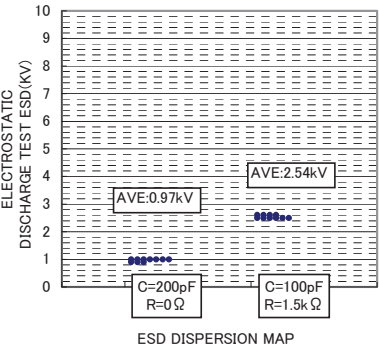 ELECTROSTATIC
DISCHARGE TEST ESD(KV)
10
9
8
7
6
5
4
3
2
1
0
AVE:0.97kV
AVE:2.54kV
C=200pF
R=0Ω
C=100pF
R=1.5kΩ
ESD DISPERSION MAP